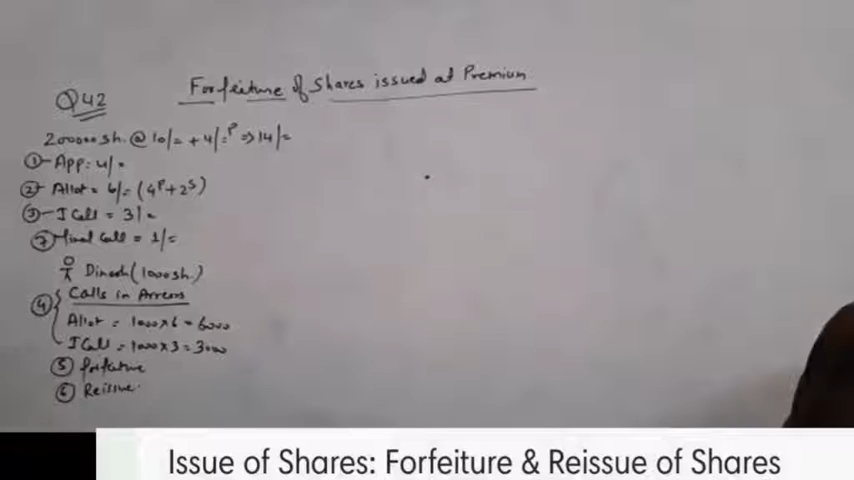 Forfeiture of Shares issued at Premium
Q42
200000 sh. @ 10/= + 4/=ᴾ => 14/=
① App = 4/=
② Allot = 6/= (4ᴾ+2ˢ)
③ I Call = 3/=
⑦ Final Call = 1/=
Dinesh (1000 sh.)
④ { Calls in Arrears
Allot = 1000 x 6 = 6000
I Call = 1000 x 3 = 3000
⑤ forfeiture
⑥ Reissue
Issue of Shares: Forfeiture & Reissue of Shares